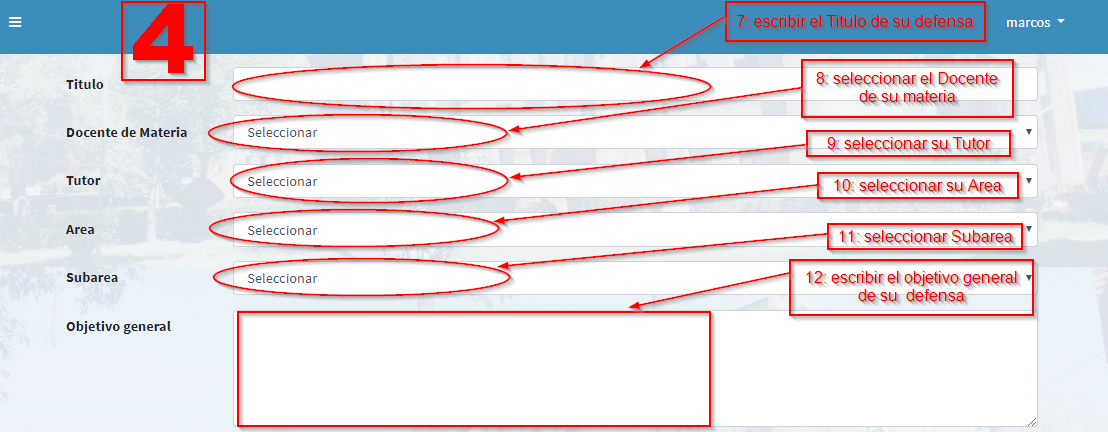 4
7: escribir el Titulo de su defensa
marcos
Titulo
8: seleccionar el Docente
de su materia
Docente de Materia
Seleccionar
9: seleccionar su Tutor
Tutor
Seleccionar
10: seleccionar su Area
Area
Seleccionar
11: seleccionar Subarea
Subarea
Seleccionar
12: escribir el objetivo general
de su defensa
Objetivo general